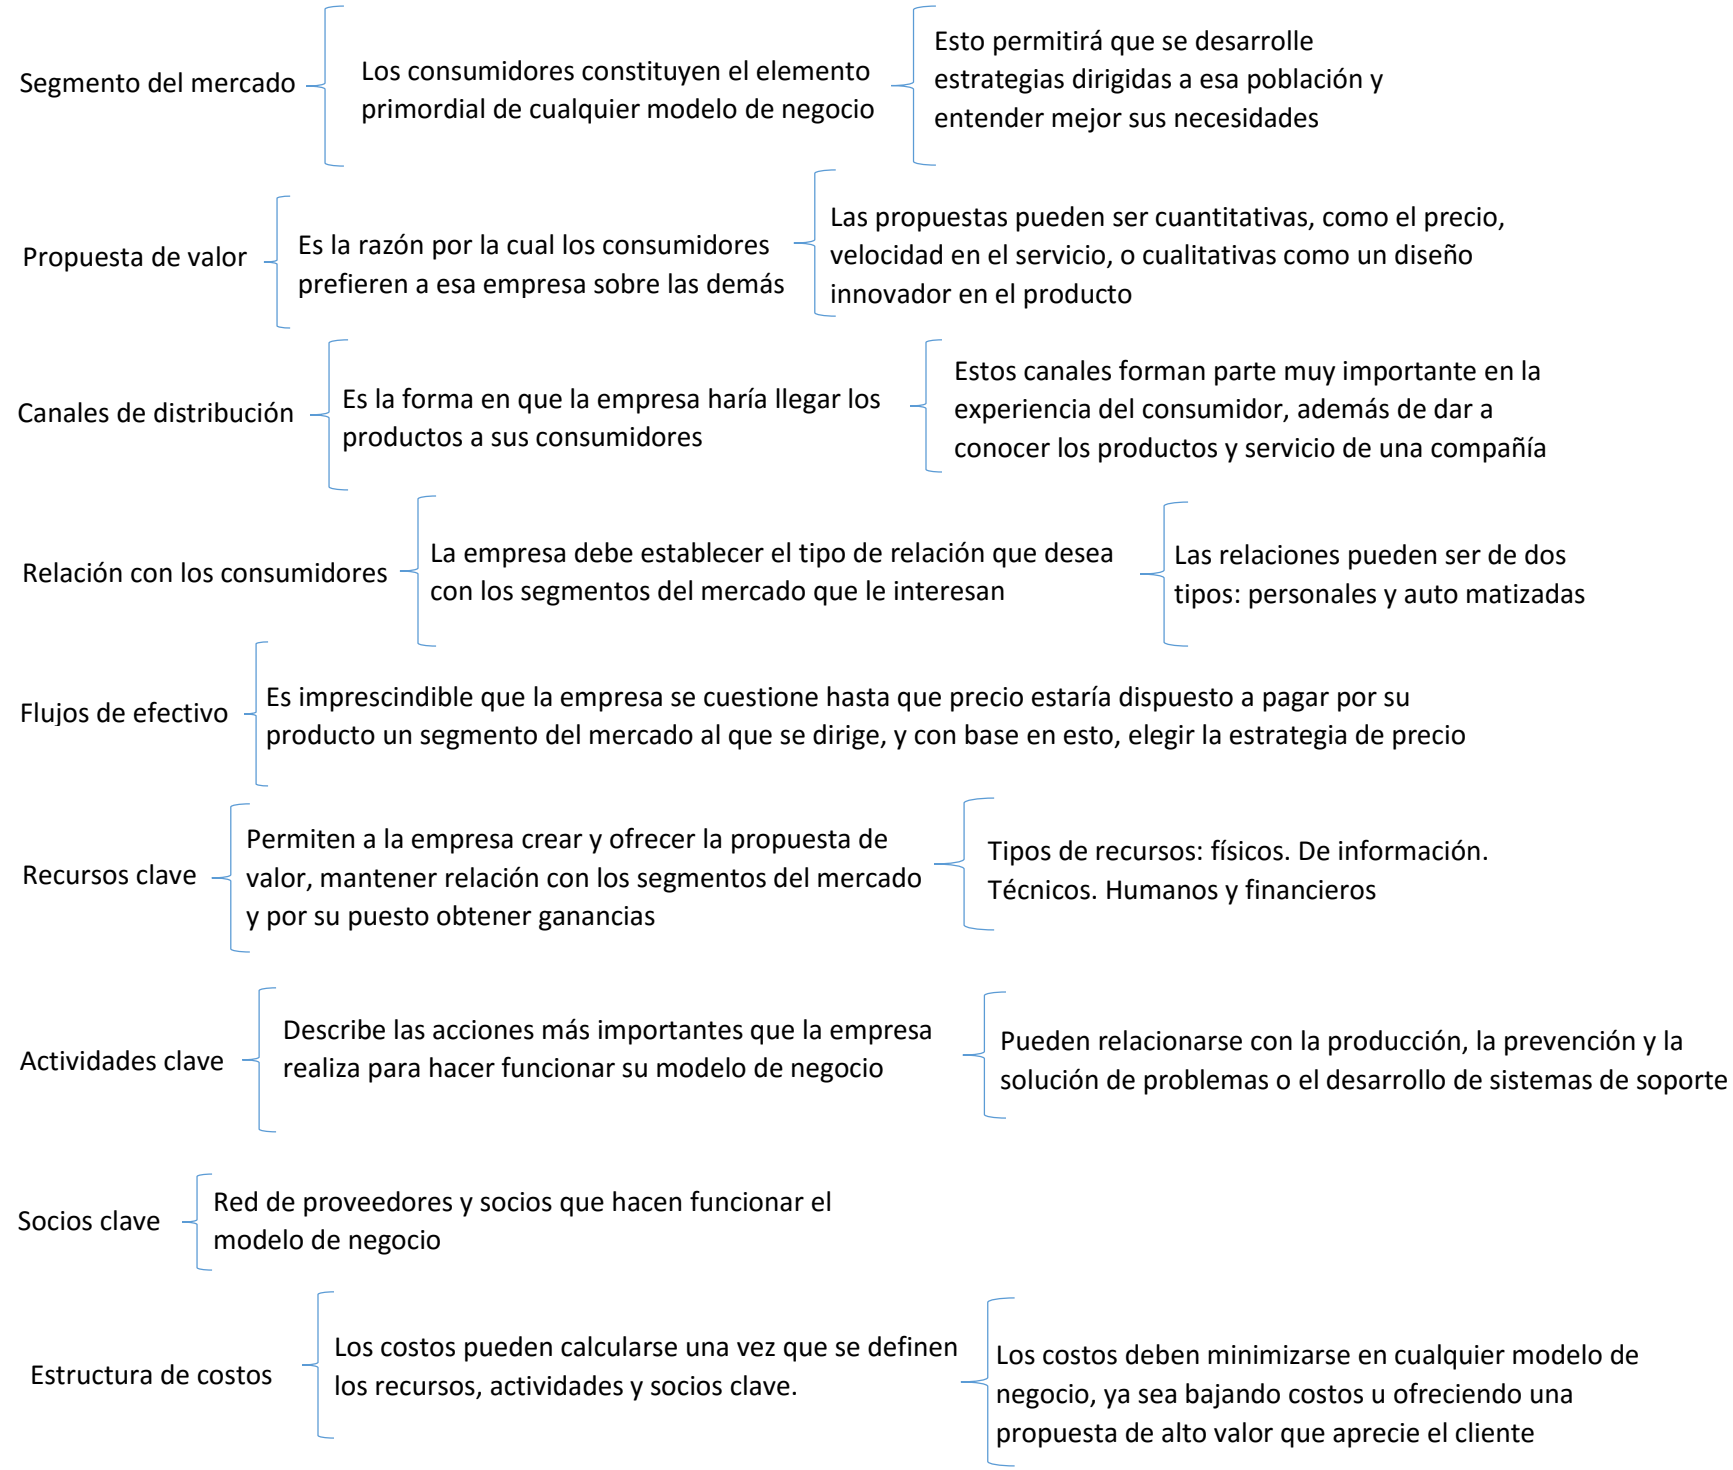 Segmento del mercado
Los consumidores constituyen el elemento
primordial de cualquier modelo de negocio
Esto permitirá que se desarrolle
estrategias dirigidas a esa población y
entender mejor sus necesidades
Propuesta de valor
Es la razón por la cual los consumidores
prefieren a esa empresa sobre las demás
Las propuestas pueden ser cuantitativas, como el precio,
velocidad en el servicio, o cualitativas como un diseño
innovador en el producto
Canales de distribución
Es la forma en que la empresa haría llegar los
productos a sus consumidores
Estos canales forman parte muy importante en la
experiencia del consumidor, además de dar a
conocer los productos y servicio de una compañía
Relación con los consumidores
La empresa debe establecer el tipo de relación que desea
con los segmentos del mercado que le interesan
Las relaciones pueden ser de dos
tipos: personales y auto matizadas
Flujos de efectivo
Es imprescindible que la empresa se cuestione hasta que precio estaría dispuesto a pagar por su
producto un segmento del mercado al que se dirige, y con base en esto, elegir la estrategia de precio
Recursos clave
Permiten a la empresa crear y ofrecer la propuesta de
valor, mantener relación con los segmentos del mercado
y por su puesto obtener ganancias
Tipos de recursos: físicos. De información.
Técnicos. Humanos y financieros
Actividades clave
Describe las acciones más importantes que la empresa
realiza para hacer funcionar su modelo de negocio
Pueden relacionarse con la producción, la prevención y la
solución de problemas o el desarrollo de sistemas de soporte
Socios clave
Red de proveedores y socios que hacen funcionar el
modelo de negocio
Estructura de costos
Los costos pueden calcularse una vez que se definen
los recursos, actividades y socios clave.
Los costos deben minimizarse en cualquier modelo de
negocio, ya sea bajando costos u ofreciendo una
propuesta de alto valor que aprecie el cliente